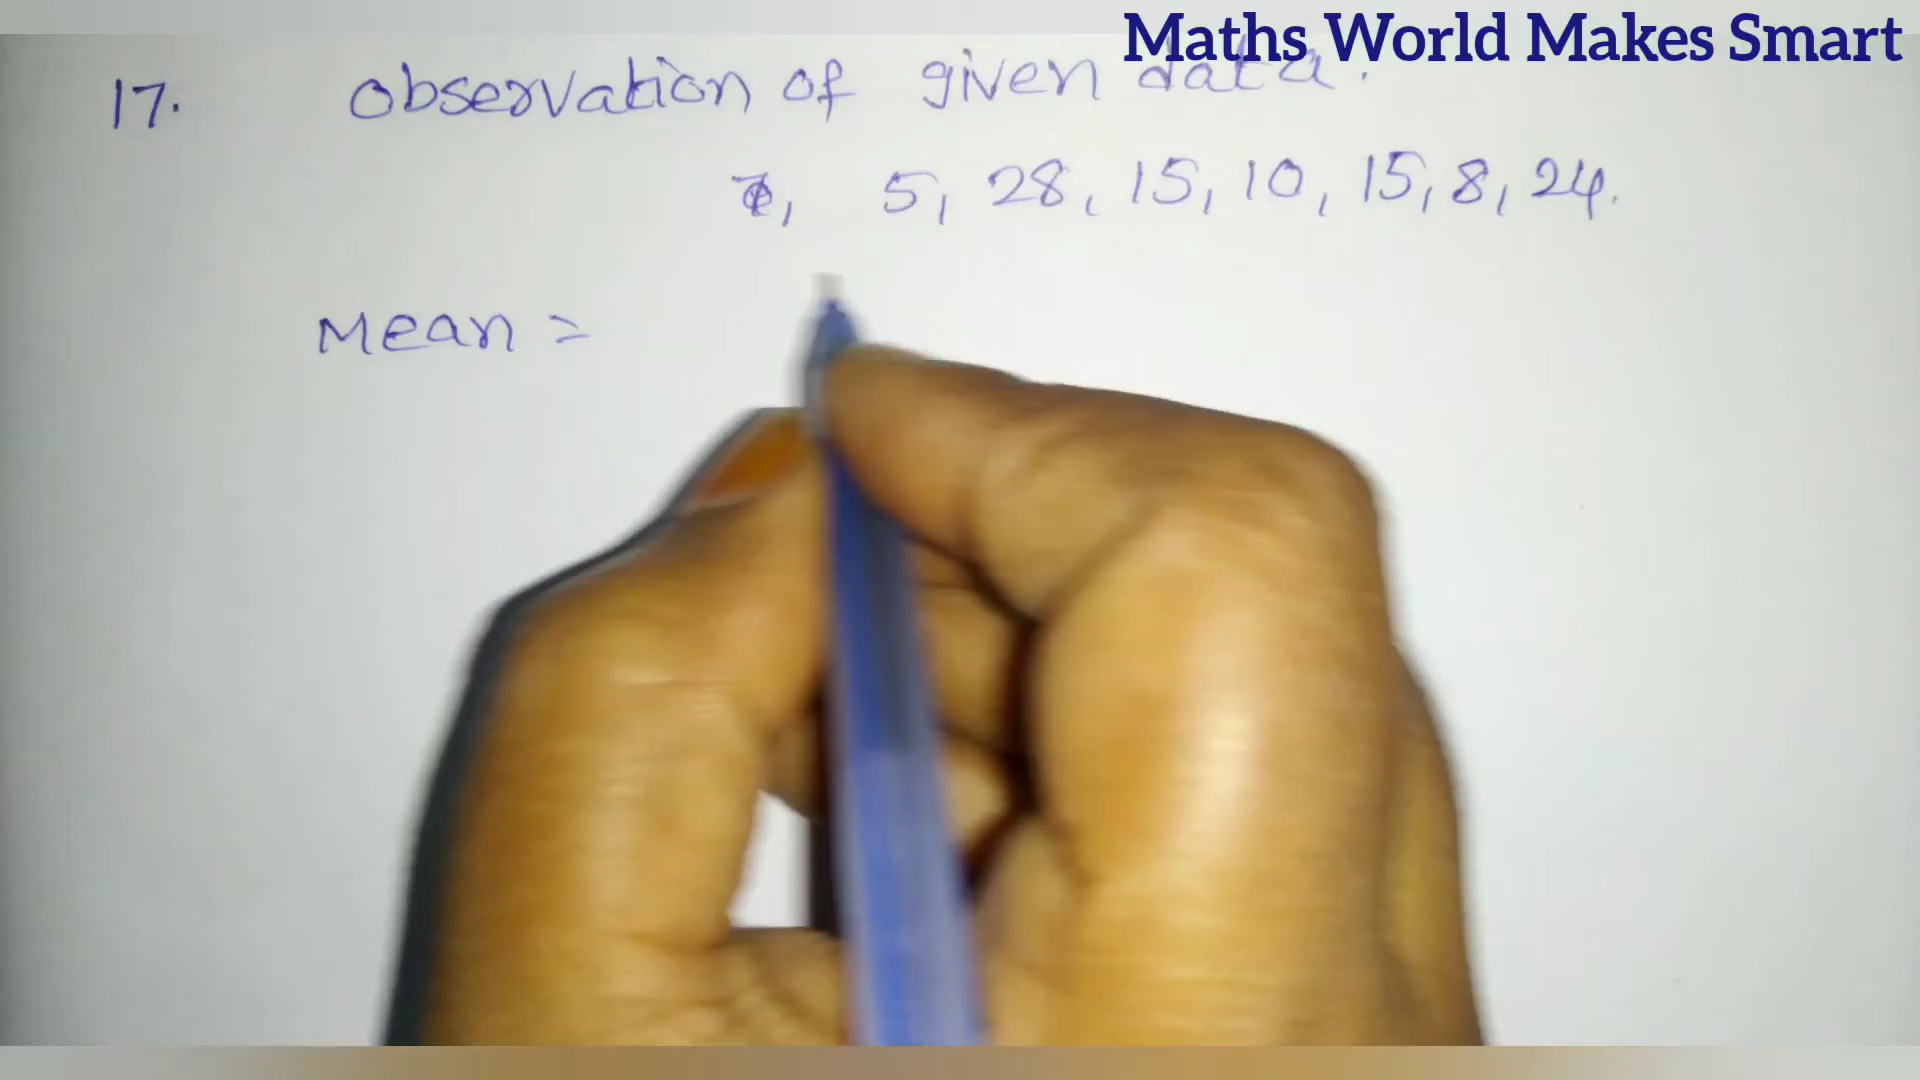 Maths World Makes Smart
17. Observation of given data.
5, 28, 15, 10, 15, 8, 24.
Mean =